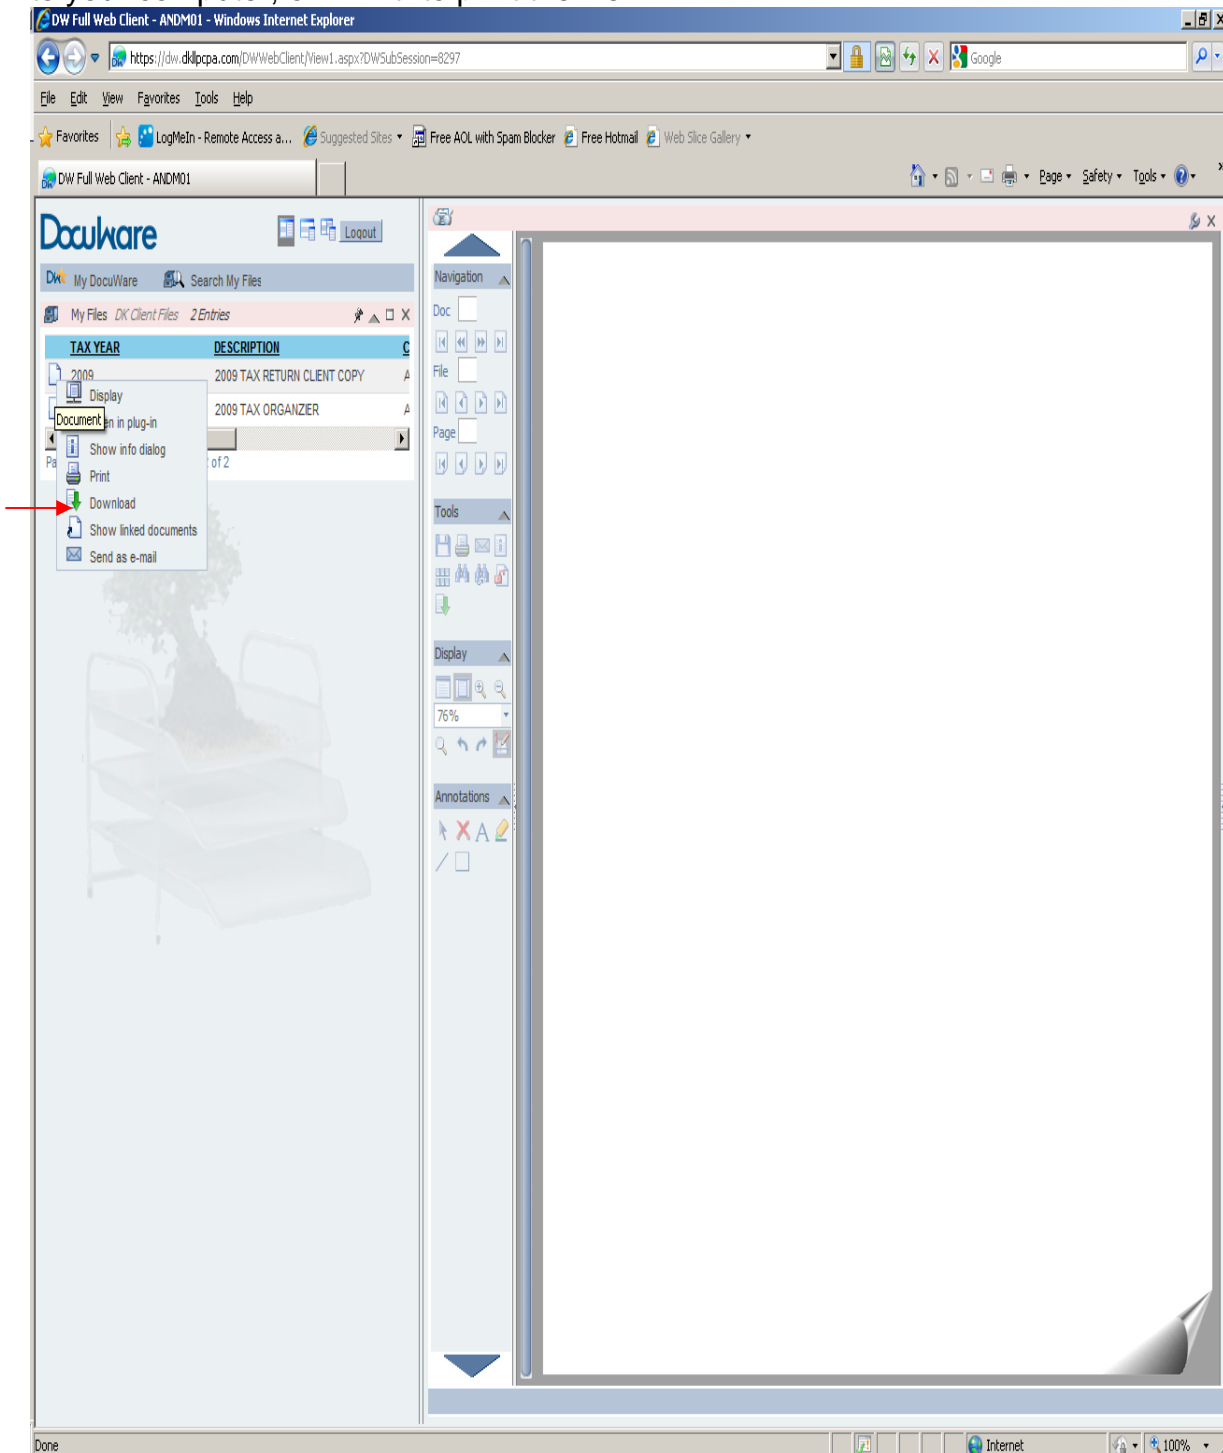 DW Full Web Client - ANDM01 - Windows Internet Explorer
https://dw.dkllpcpa.com/DWWebClient/View1.aspx?DWSubSession=8297
Google
File Edit View Favorites Tools Help
Favorites LogMeIn - Remote Access a... Suggested Sites Free AOL with Spam Blocker Free Hotmail Web Slice Gallery
DW Full Web Client - ANDM01
Page Safety Tools
DocuWare
Logout
My DocuWare Search My Files
My Files DK Client Files 2 Entries
TAX YEAR DESCRIPTION C
2009 2009 TAX RETURN CLIENT COPY A
2009 TAX ORGANZIER A
Display
Document en in plug-in
Show info dialog
Pa of 2
Print
Download
Show linked documents
Send as e-mail
Navigation
Doc
File
Page
Tools
Display
76%
Annotations
Done
Internet
100%